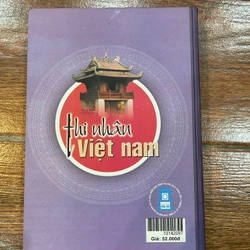 thi nhân
Việt nam
Giá: 52.000đ